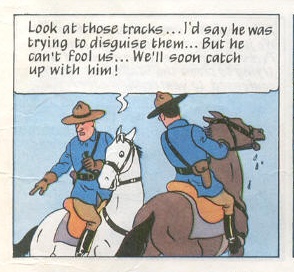 Look at those tracks... I'd say he was
trying to disguise them... But he
can't fool us... We'll soon catch
up with him!